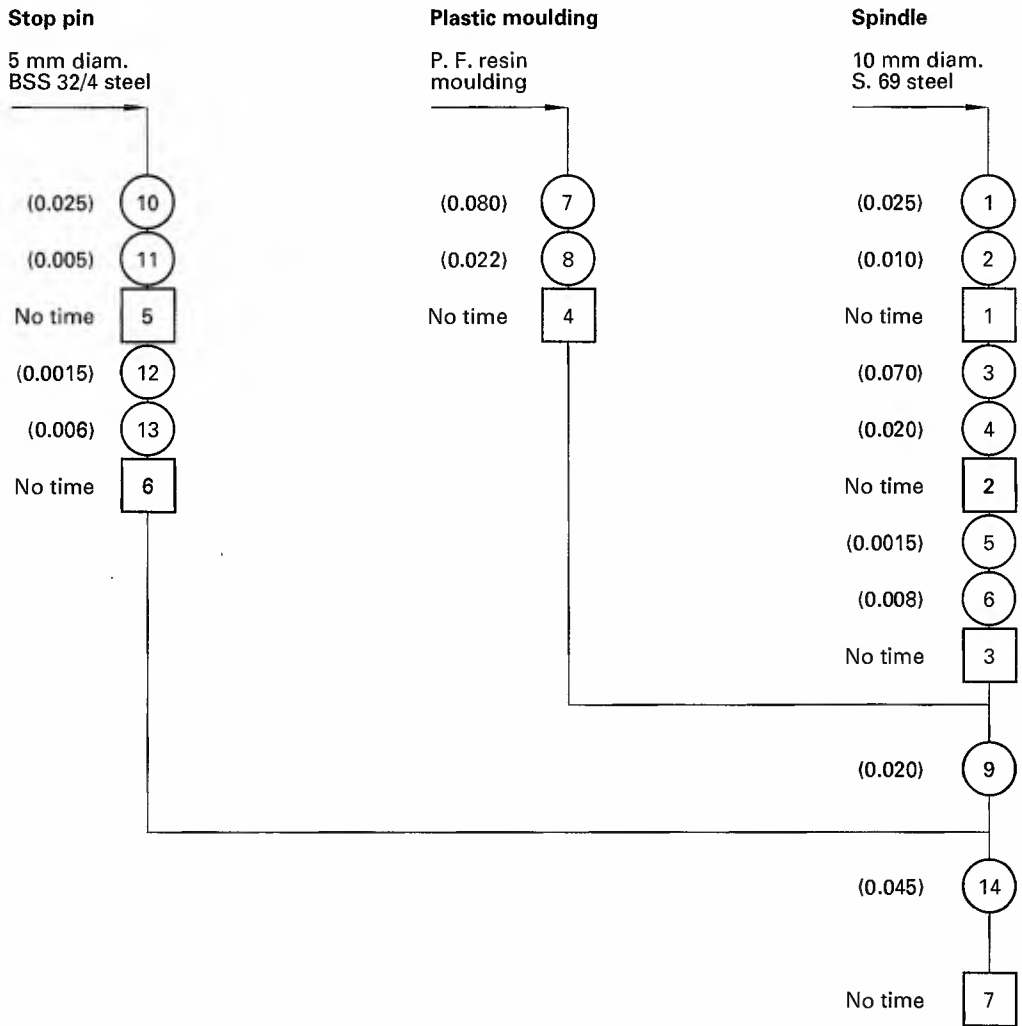 Stop pin
5 mm diam.
BSS 32/4 steel
(0.025) 10
(0.005) 11
No time 5
(0.0015) 12
(0.006) 13
No time 6
Plastic moulding
P. F. resin
moulding
(0.080) 7
(0.022) 8
No time 4
Spindle
10 mm diam.
S. 69 steel
(0.025) 1
(0.010) 2
No time 1
(0.070) 3
(0.020) 4
No time 2
(0.0015) 5
(0.008) 6
No time 3
(0.020) 9
(0.045) 14
No time 7